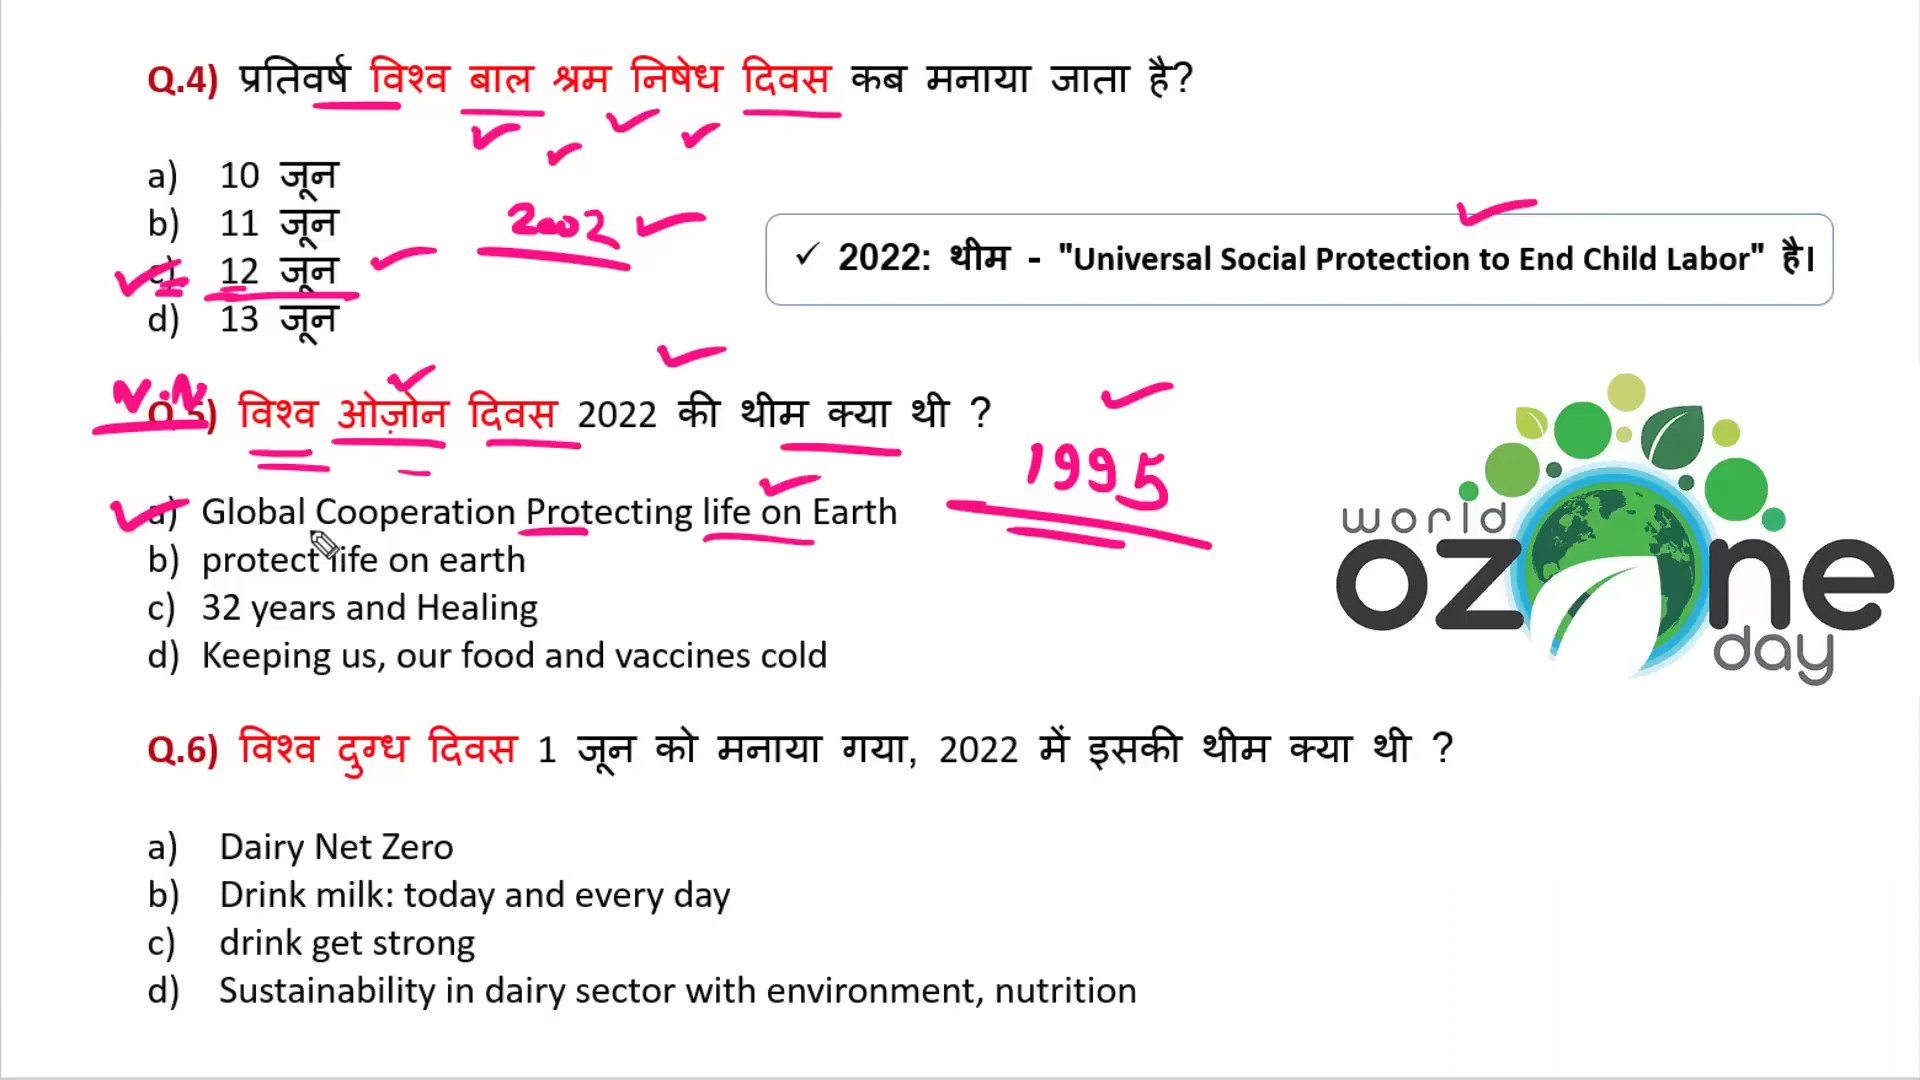 Q.4) प्रतिवर्ष विश्व बाल श्रम निषेध दिवस कब मनाया जाता है?
a) 10 जून
b) 11 जून
2002
c) 12 जून
d) 13 जून
✓ 2022: थीम - "Universal Social Protection to End Child Labor" है।
N.N
Q.5) विश्व ओज़ोन दिवस 2022 की थीम क्या थी ?
1995
a) Global Cooperation Protecting life on Earth
b) protect life on earth
c) 32 years and Healing
d) Keeping us, our food and vaccines cold
world
ozone
day
Q.6) विश्व दुग्ध दिवस 1 जून को मनाया गया, 2022 में इसकी थीम क्या थी ?
a) Dairy Net Zero
b) Drink milk: today and every day
c) drink get strong
d) Sustainability in dairy sector with environment, nutrition